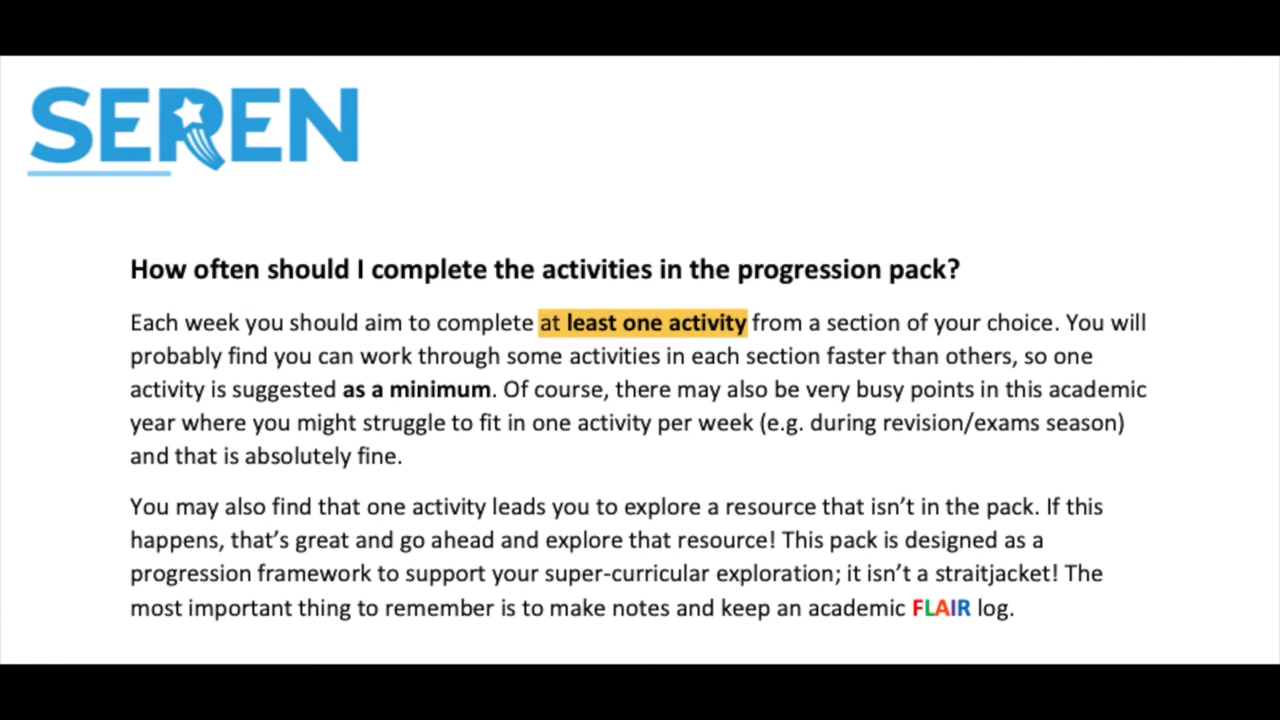 SEREN
How often should I complete the activities in the progression pack?
Each week you should aim to complete at least one activity from a section of your choice. You will
probably find you can work through some activities in each section faster than others, so one
activity is suggested as a minimum. Of course, there may also be very busy points in this academic
year where you might struggle to fit in one activity per week (e.g. during revision/exams season)
and that is absolutely fine.
You may also find that one activity leads you to explore a resource that isn’t in the pack. If this
happens, that’s great and go ahead and explore that resource! This pack is designed as a
progression framework to support your super-curricular exploration; it isn’t a straitjacket! The
most important thing to remember is to make notes and keep an academic FLAIR log.